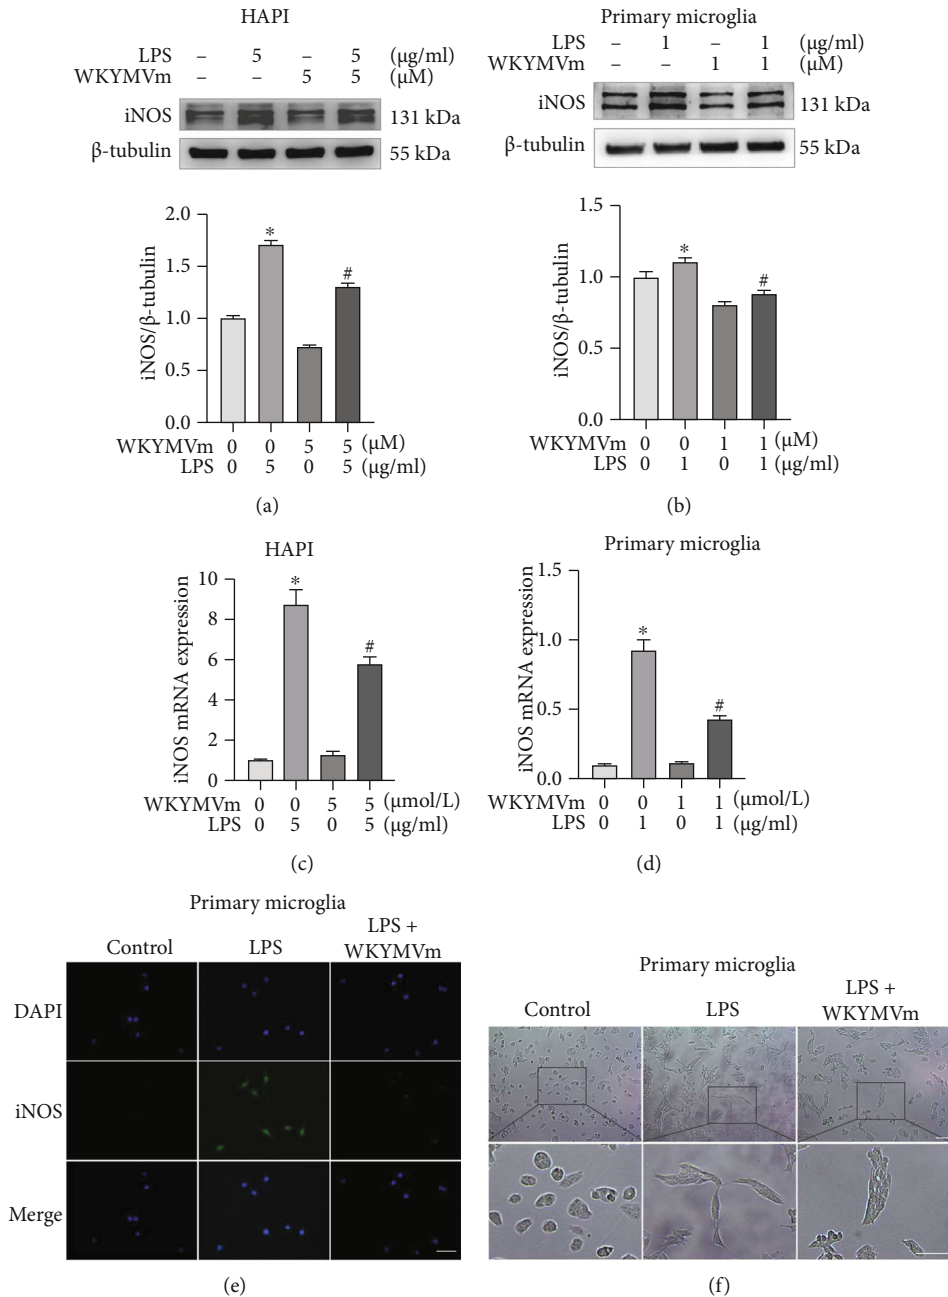 HAPI
LPS – 5 – 5 (μg/ml)
WKYMVm – – 5 5 (μM)
iNOS 131 kDa
β-tubulin 55 kDa
iNOS/β-tubulin
2.0
1.5
1.0
0.5
0.0
*
#
WKYMVm 0 0 5 5 (μM)
LPS 0 5 0 5 (μg/ml)
(a)
Primary microglia
LPS – 1 – 1 (μg/ml)
WKYMVm – – 1 1 (μM)
iNOS 131 kDa
β-tubulin 55 kDa
iNOS/β-tubulin
1.5
1.0
0.5
0.0
*
#
WKYMVm 0 0 1 1 (μM)
LPS 0 1 0 1 (μg/ml)
(b)
HAPI
iNOS mRNA expression
10
8
6
4
2
0
*
#
WKYMVm 0 0 5 5 (μmol/L)
LPS 0 5 0 5 (μg/ml)
(c)
Primary microglia
iNOS mRNA expression
1.5
1.0
0.5
0.0
*
#
WKYMVm 0 0 1 1 (μmol/L)
LPS 0 1 0 1 (μg/ml)
(d)
Primary microglia
Control LPS LPS +
WKYMVm
DAPI
iNOS
Merge
(e)
Primary microglia
Control LPS LPS +
WKYMVm
(f)